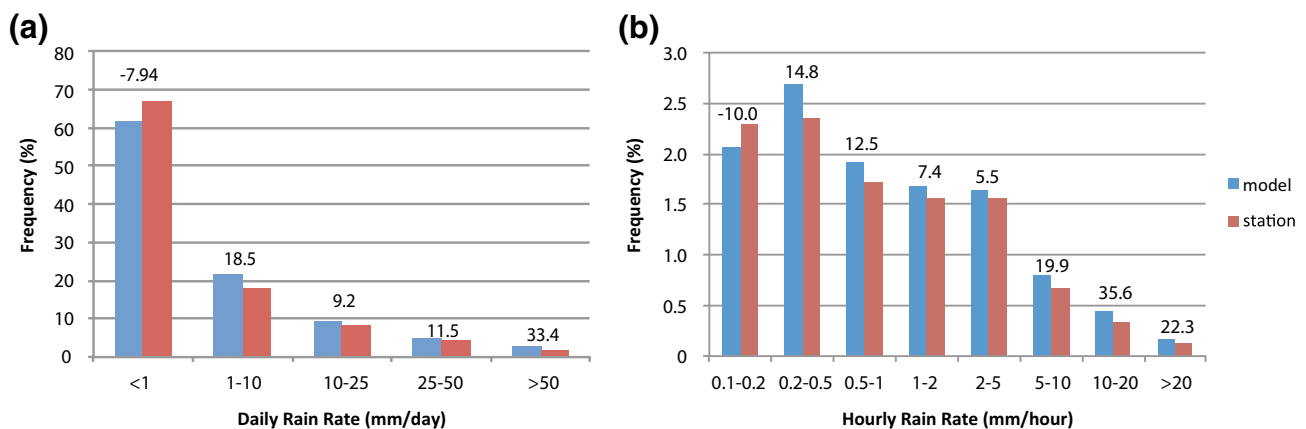 (a)
80
70
60
50
40
30
20
10
0
Frequency (%)
-7.94
18.5
9.2
11.5
33.4
<1 1-10 10-25 25-50 >50
Daily Rain Rate (mm/day)
(b)
3.0
2.5
2.0
1.5
1.0
0.5
0
Frequency (%)
-10.0
14.8
12.5
7.4
5.5
19.9
35.6
22.3
0.1-0.2 0.2-0.5 0.5-1 1-2 2-5 5-10 10-20 >20
Hourly Rain Rate (mm/hour)
model
station